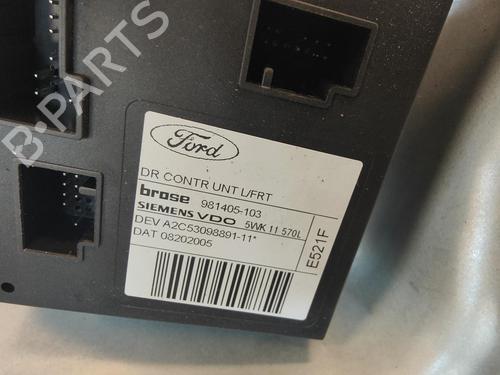 B-PARTS
Ford
DR CONTR UNT L/FRT
brose 981405-103
SIEMENS VDO 5WK 11 570L
DEV A2C53098891-11*
DAT 08202005
E521F